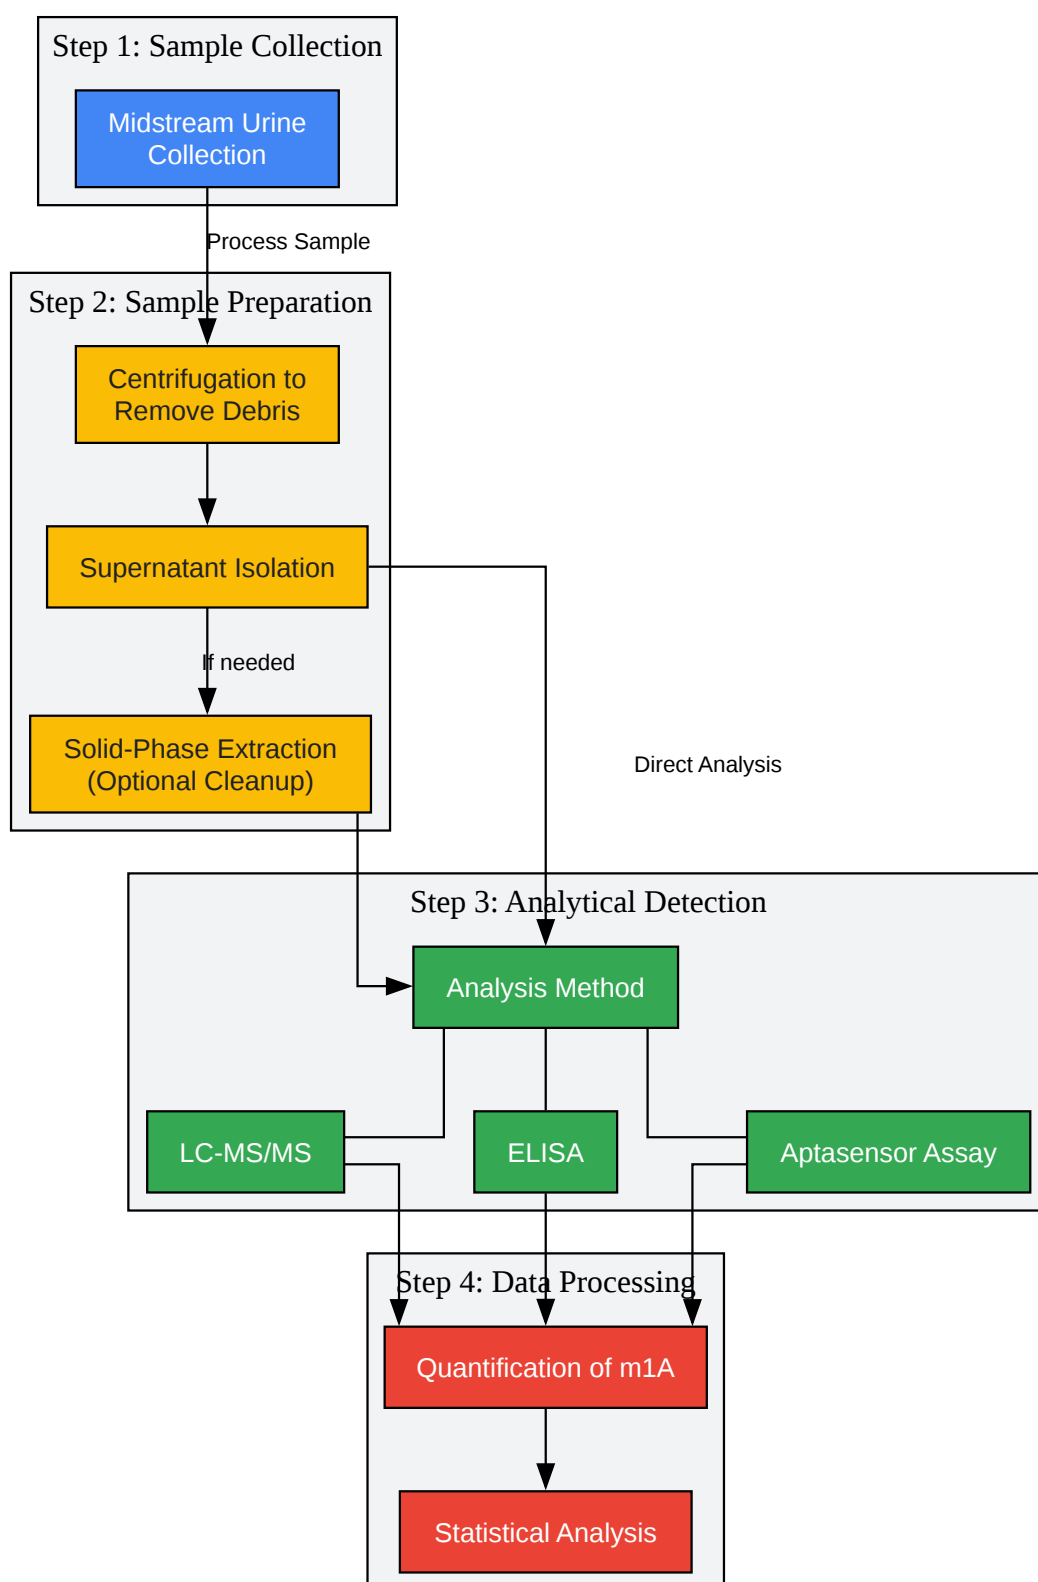 Step 1: Sample Collection
Midstream Urine
Collection
Process Sample
Step 2: Sample Preparation
Centrifugation to
Remove Debris
Supernatant Isolation
If needed
Solid-Phase Extraction
(Optional Cleanup)
Direct Analysis
Step 3: Analytical Detection
Analysis Method
LC-MS/MS
ELISA
Aptasensor Assay
Step 4: Data Processing
Quantification of m1A
Statistical Analysis